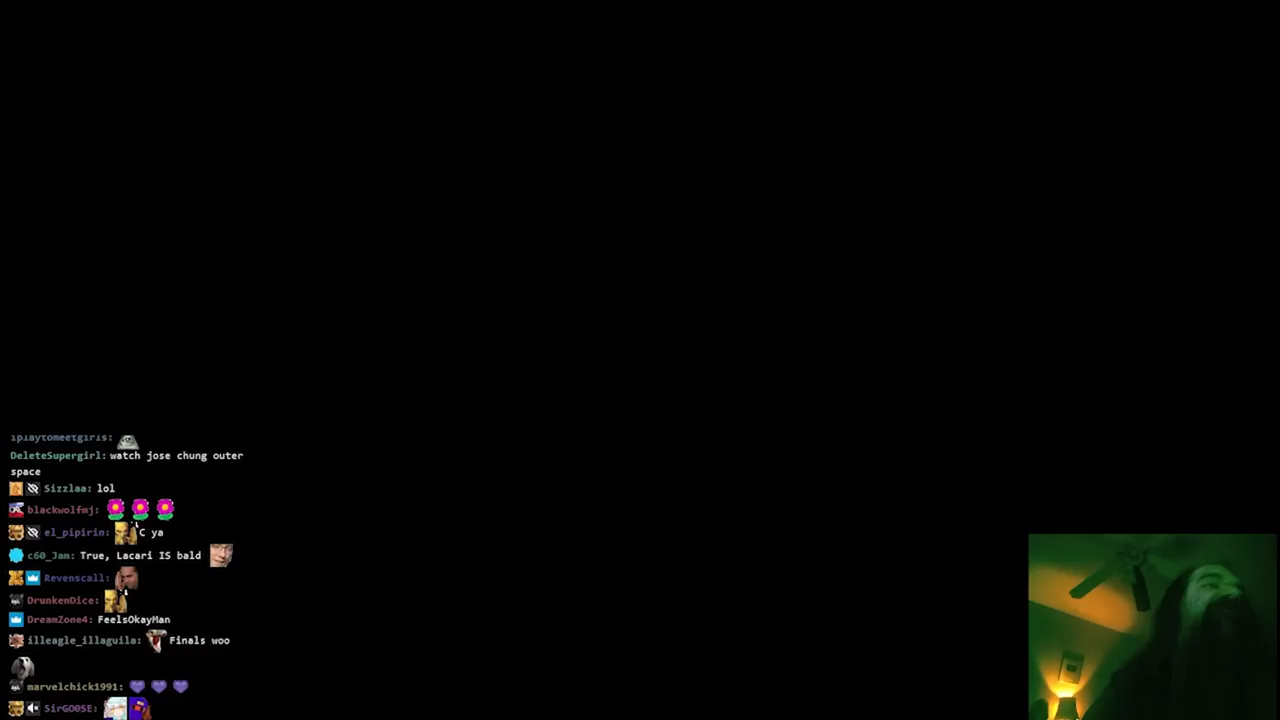 iplaytomeetgirls:
DeleteSupergirl: watch jose chung outer
space
Sizzlaa: lol
blackwolfmj:
el_pipirin: C ya
c60_Jam: True, Lacari IS bald
Revenscall:
DrunkenDice:
DreamZone4: FeelsOkayMan
illeagle_illaguila: Finals woo
marvelchick1991:
SirGOOSE: